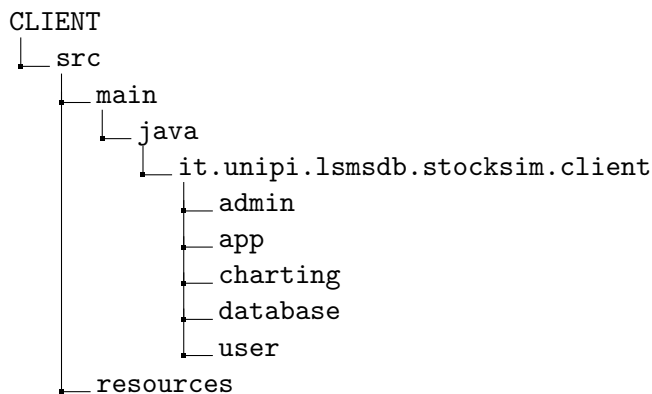 CLIENT
src
main
java
it.unipi.lsmsdb.stocksim.client
admin
app
charting
database
user
resources